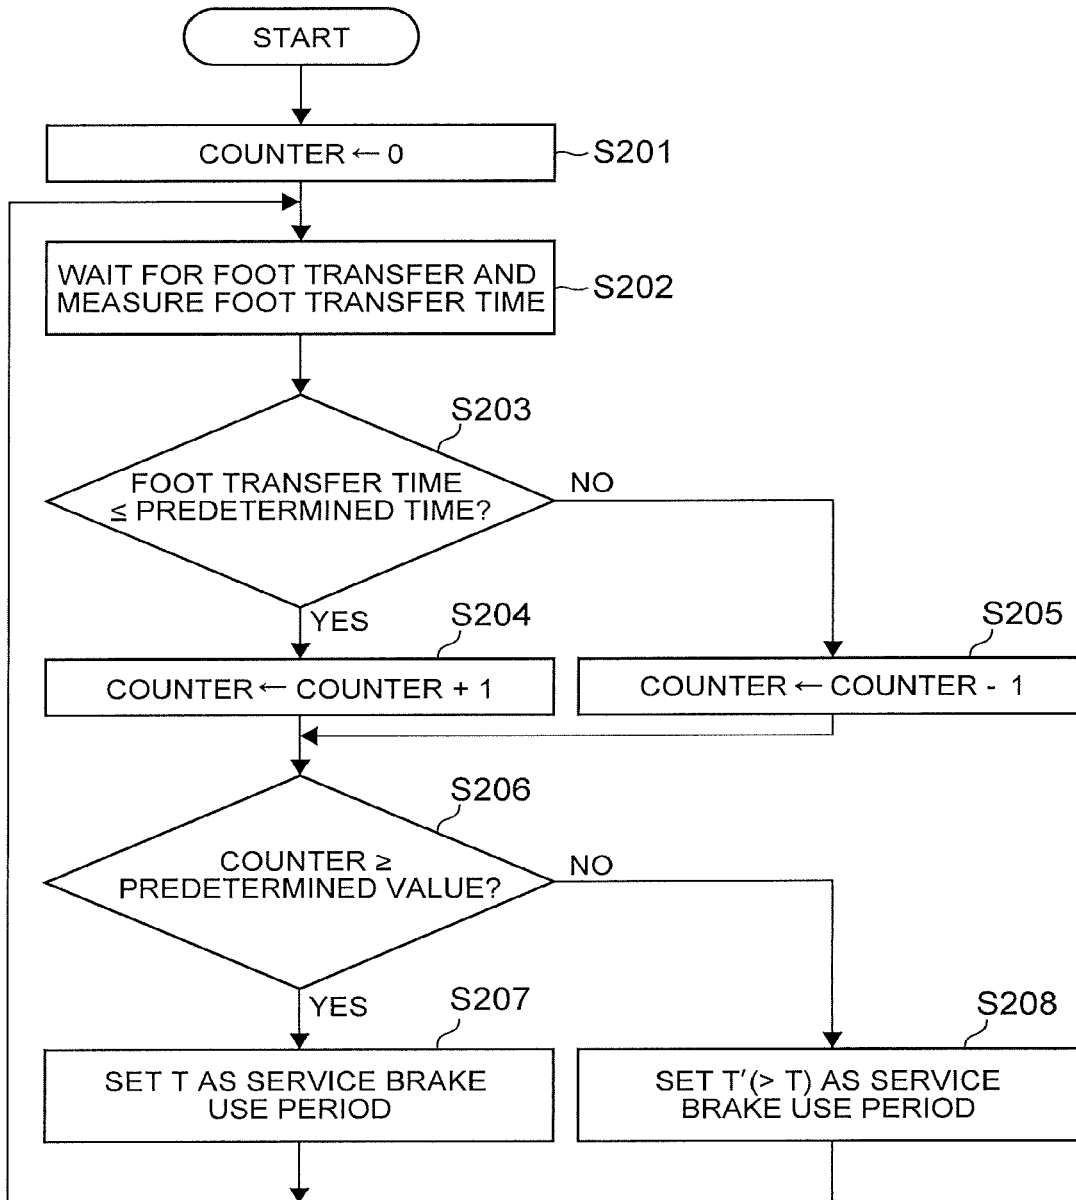 START
COUNTER ← 0
S201
WAIT FOR FOOT TRANSFER AND
MEASURE FOOT TRANSFER TIME
S202
S203
FOOT TRANSFER TIME
≤ PREDETERMINED TIME?
NO
YES
S204
S205
COUNTER ← COUNTER + 1
COUNTER ← COUNTER - 1
S206
COUNTER ≥
PREDETERMINED VALUE?
NO
YES
S207
S208
SET T AS SERVICE BRAKE
USE PERIOD
SET T′(> T) AS SERVICE
BRAKE USE PERIOD